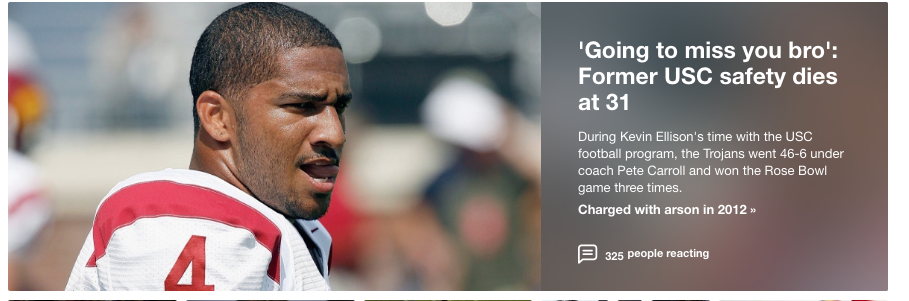 'Going to miss you bro':
Former USC safety dies
at 31
During Kevin Ellison's time with the USC
football program, the Trojans went 46-6 under
coach Pete Carroll and won the Rose Bowl
game three times.
Charged with arson in 2012 »
325 people reacting
4